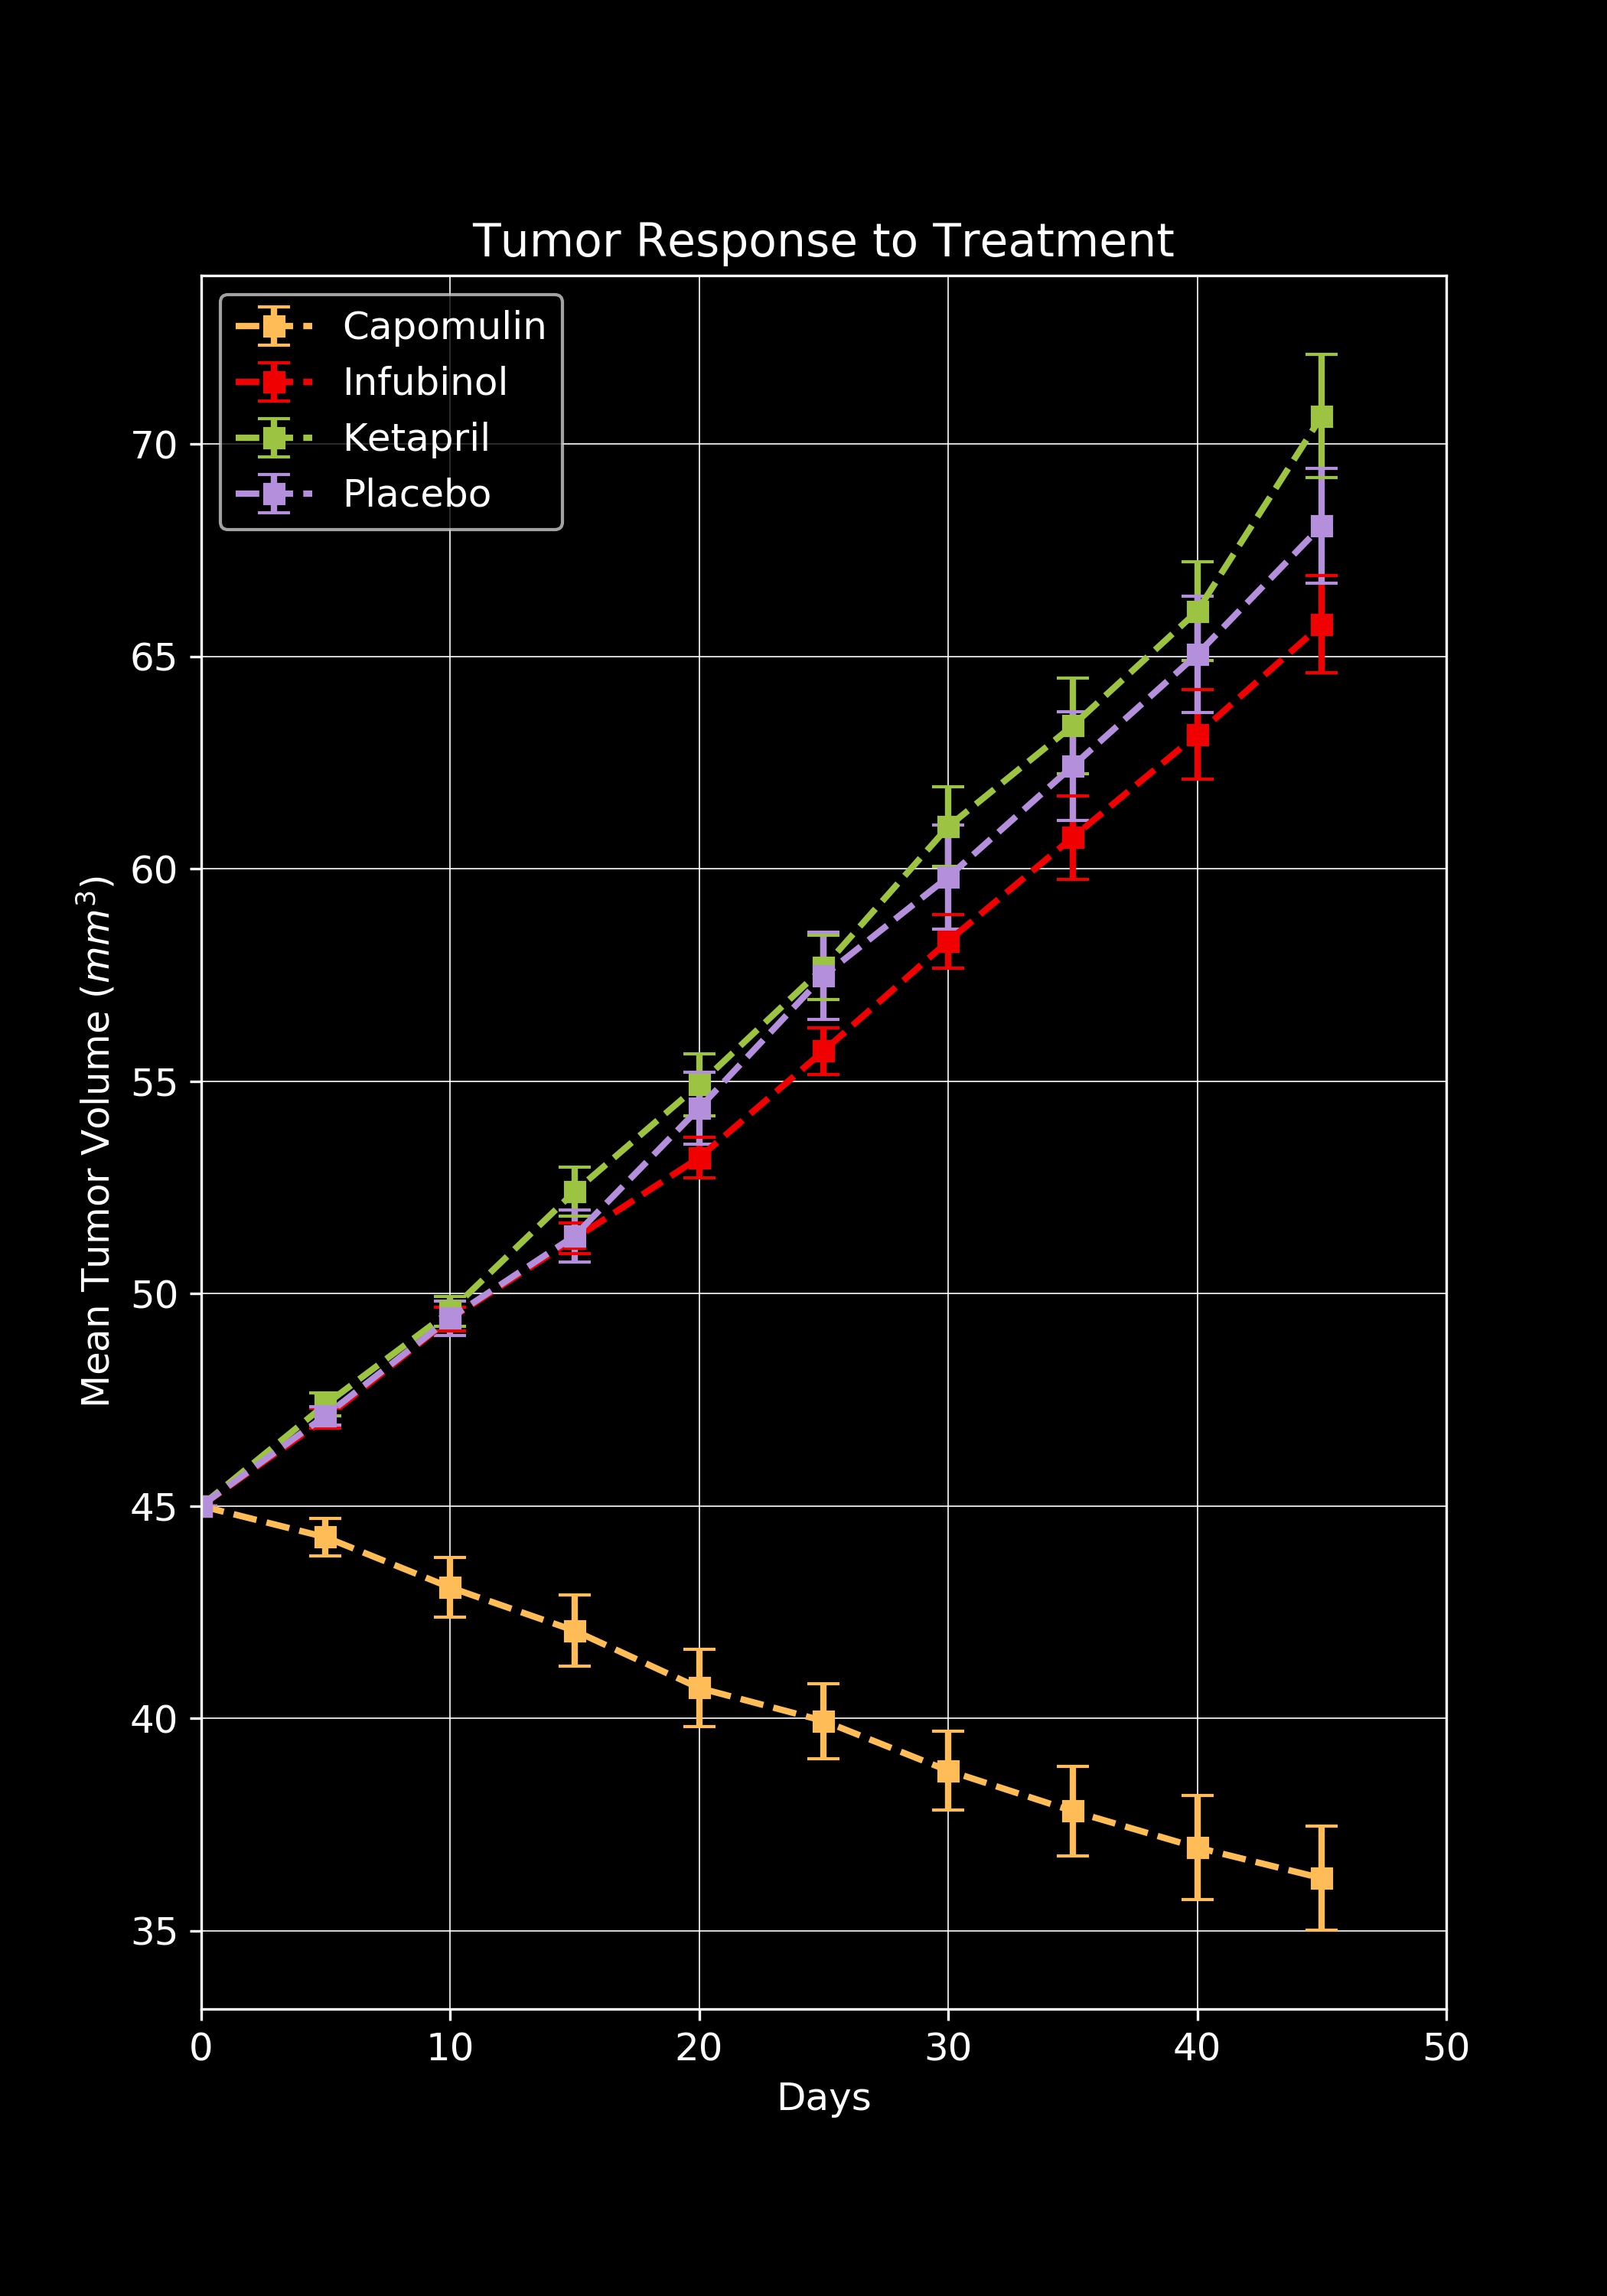 Tumor Response to Treatment
Capomulin
Infubinol
Ketapril
Placebo
Mean Tumor Volume (mm³)
70
65
60
55
50
45
40
35
0 10 20 30 40 50
Days